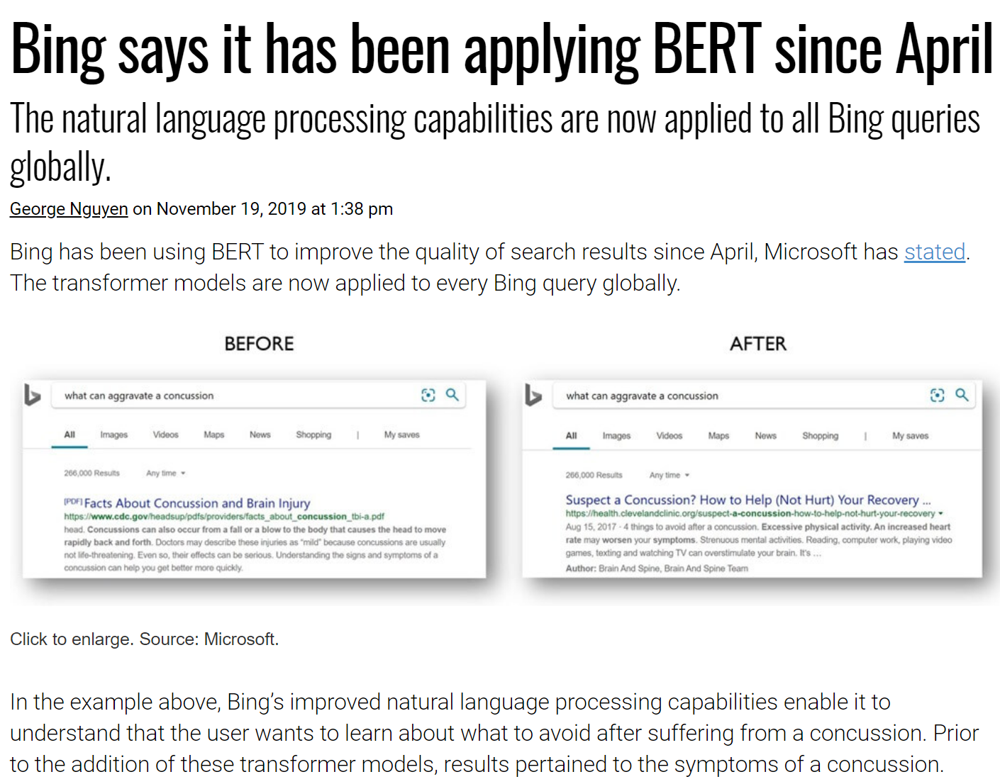 Bing says it has been applying BERT since April
The natural language processing capabilities are now applied to all Bing queries
globally.
George Nguyen on November 19, 2019 at 1:38 pm
Bing has been using BERT to improve the quality of search results since April, Microsoft has stated.
The transformer models are now applied to every Bing query globally.
BEFORE
what can aggravate a concussion
All Images Videos Maps News Shopping | My saves
266,000 Results Any time
[PDF] Facts About Concussion and Brain Injury
https://www.cdc.gov/headsup/pdfs/providers/facts_about_concussion_tbi-a.pdf
head. Concussions can also occur from a fall or a blow to the body that causes the head to move
rapidly back and forth. Doctors may describe these injuries as "mild" because concussions are usually
not life-threatening. Even so, their effects can be serious. Understanding the signs and symptoms of a
concussion can help you get better more quickly.
AFTER
what can aggravate a concussion
All Images Videos Maps News Shopping | My saves
266,000 Results Any time
Suspect a Concussion? How to Help (Not Hurt) Your Recovery ...
https://health.clevelandclinic.org/suspect-a-concussion-how-to-help-not-hurt-your-recovery
Aug 15, 2017 · 4 things to avoid after a concussion. Excessive physical activity. An increased heart
rate may worsen your symptoms. Strenuous mental activities. Reading, computer work, playing video
games, texting and watching TV can overstimulate your brain. It's ...
Author: Brain And Spine, Brain And Spine Team
Click to enlarge. Source: Microsoft.
In the example above, Bing's improved natural language processing capabilities enable it to
understand that the user wants to learn about what to avoid after suffering from a concussion. Prior
to the addition of these transformer models, results pertained to the symptoms of a concussion.